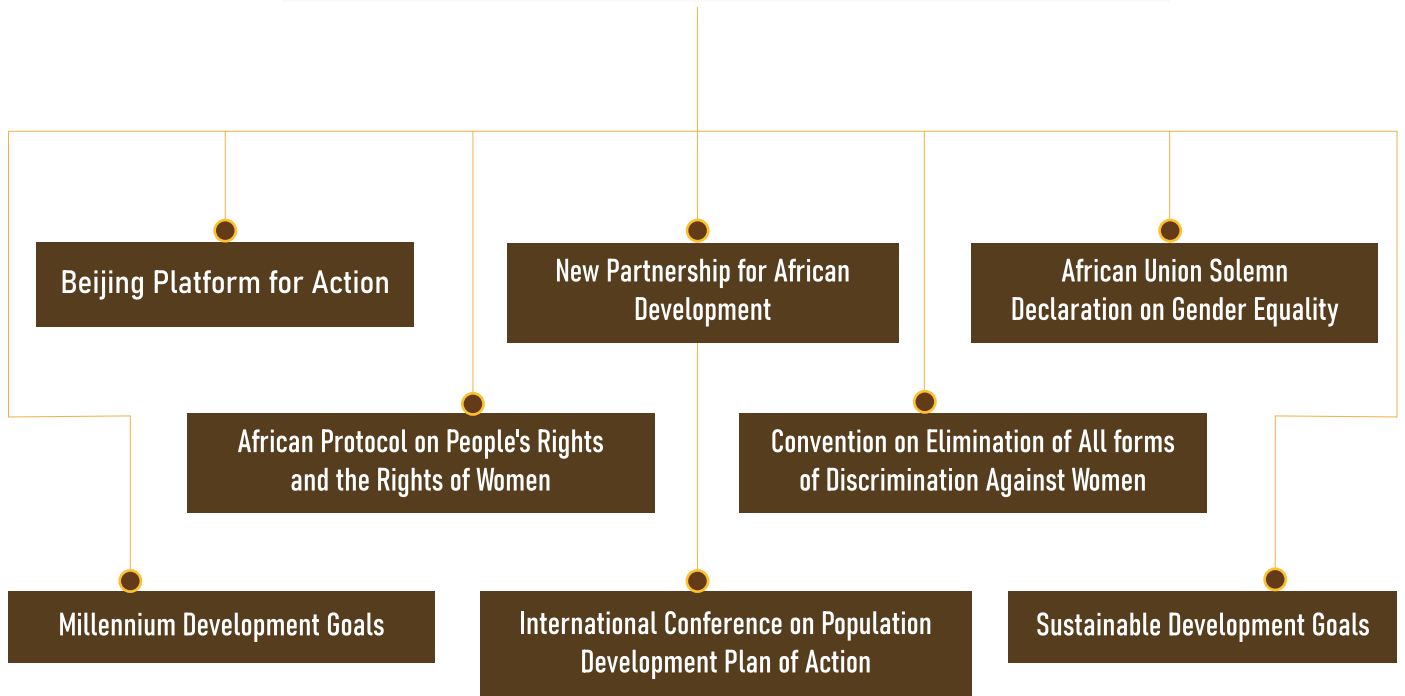 Beijing Platform for Action
New Partnership for African
Development
African Union Solemn
Declaration on Gender Equality
African Protocol on People's Rights
and the Rights of Women
Convention on Elimination of All forms
of Discrimination Against Women
Millennium Development Goals
International Conference on Population
Development Plan of Action
Sustainable Development Goals